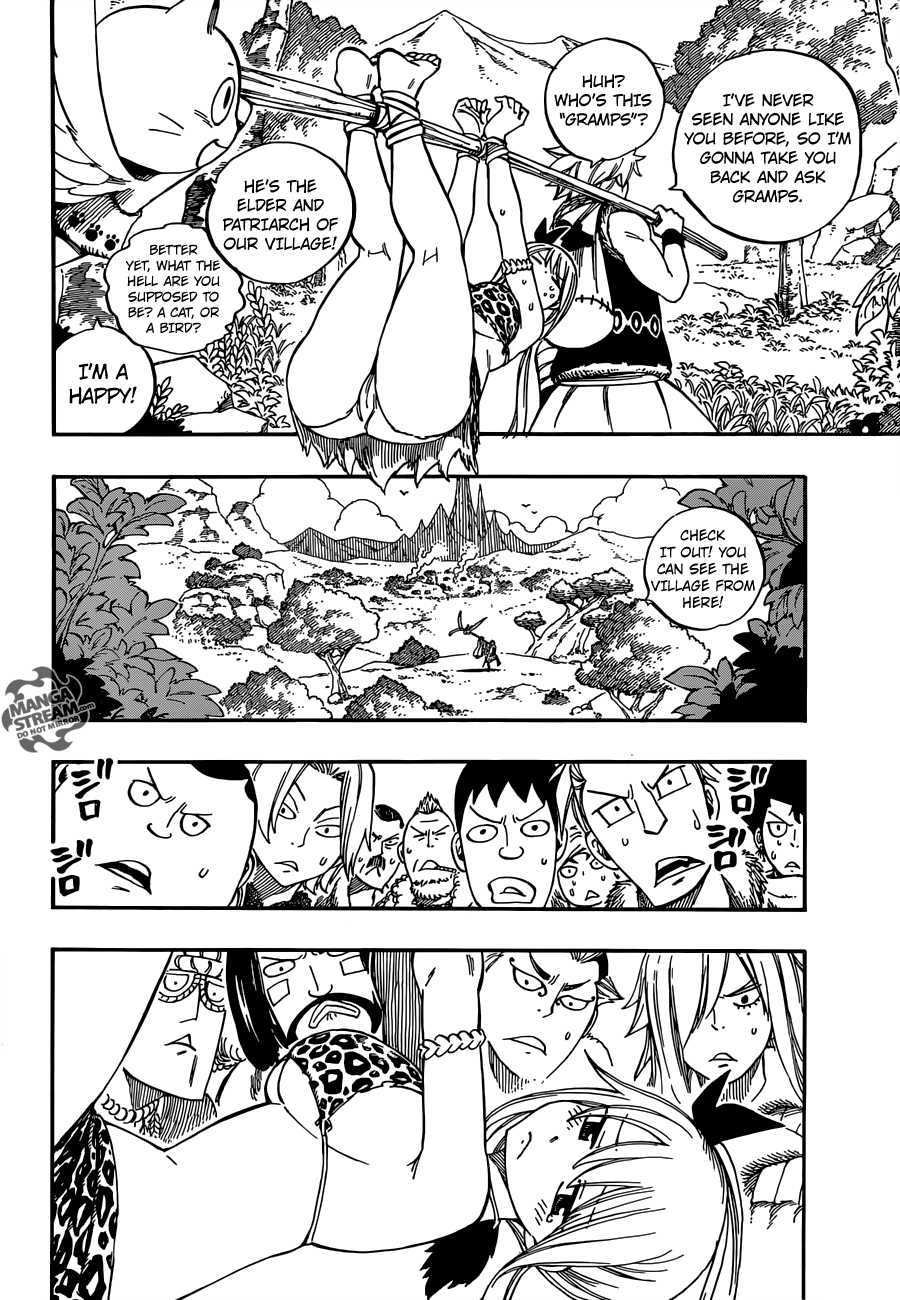 I'VE NEVER
SEEN ANYONE LIKE
YOU BEFORE, SO I'M
GONNA TAKE YOU
BACK AND ASK
GRAMPS.
HUH?
WHO'S THIS
"GRAMPS"?
HE'S THE
ELDER AND
PATRIARCH OF
OUR VILLAGE!
BETTER
YET, WHAT THE
HELL ARE YOU
SUPPOSED TO
BE? A CAT, OR
A BIRD?
I'M A
HAPPY!
CHECK
IT OUT! YOU
CAN SEE THE
VILLAGE FROM
HERE!
MANGA
STREAM.com
DO NOT MIRROR
ジロ
ジロ
ジロ
ジロ